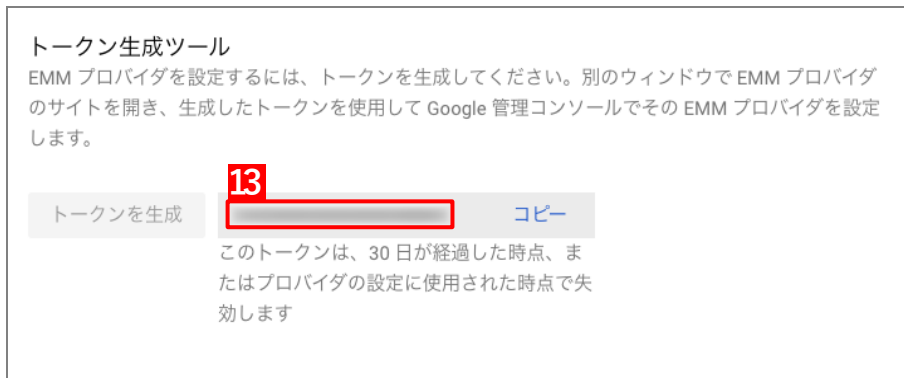 トークン生成ツール
EMM プロバイダを設定するには、トークンを生成してください。別のウィンドウで EMM プロバイダ
のサイトを開き、生成したトークンを使用して Google 管理コンソールでその EMM プロバイダを設定
します。
13
トークンを生成
コピー
このトークンは、30 日が経過した時点、ま
たはプロバイダの設定に使用された時点で失
効します